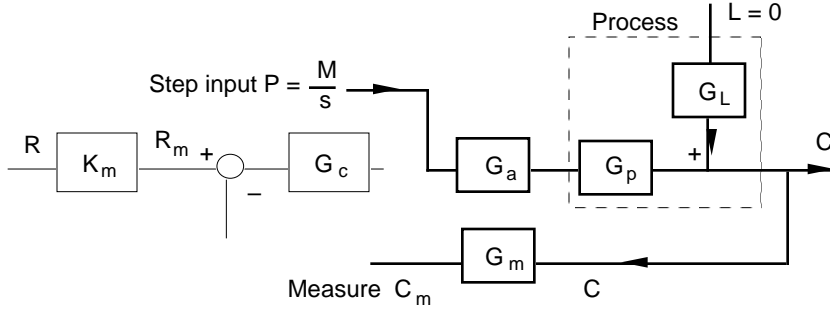 L = 0
Process
Step input P = M/s
G_L
R
K_m
R_m
+
−
G_c
G_a
G_p
+
C
G_m
Measure C_m
C